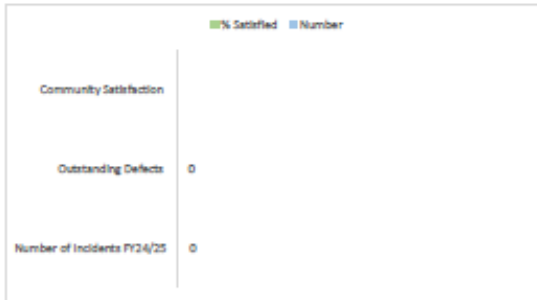 % Satisfied Number
Community Satisfaction
Outstanding Defects 0
Number of Incidents FY24/25 0